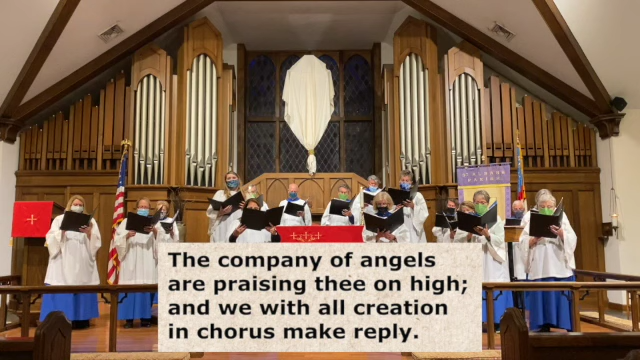 The company of angels
are praising thee on high;
and we with all creation
in chorus make reply.